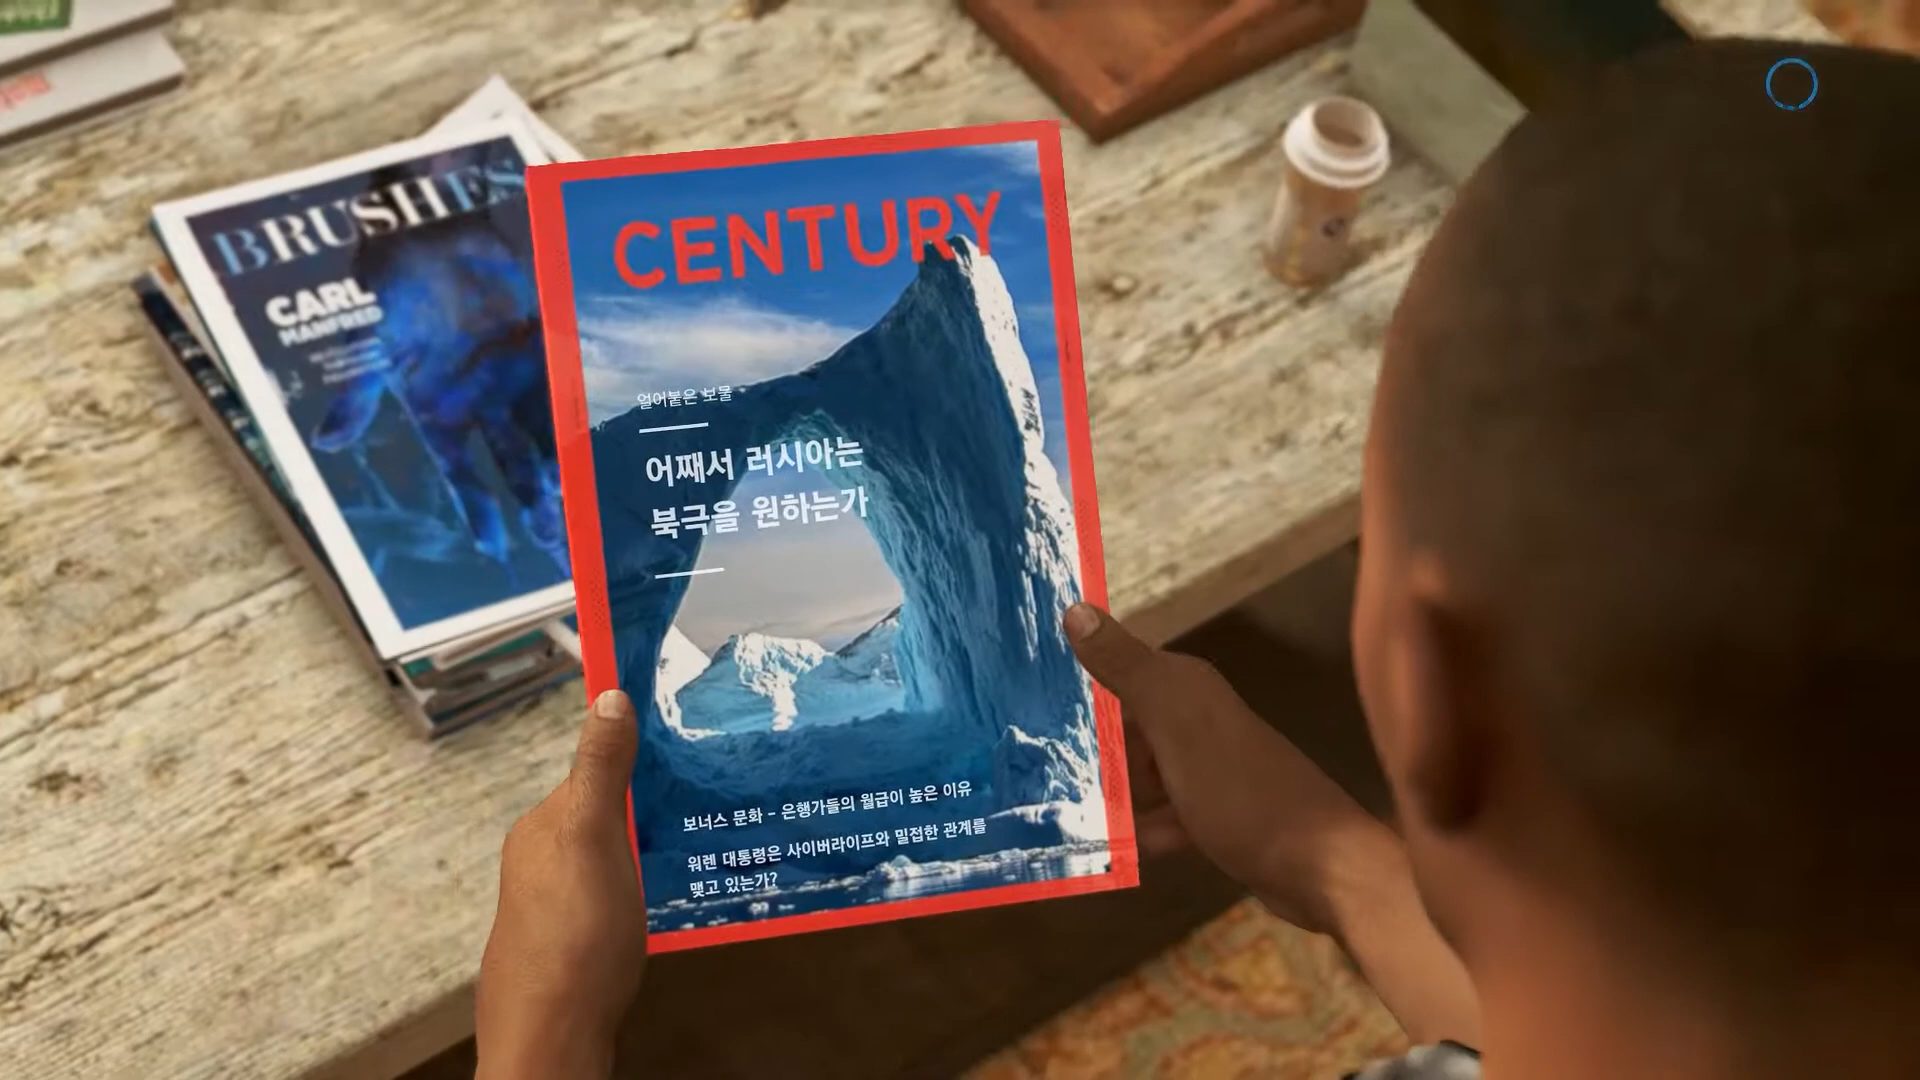 BRUSHES
CARL
MANFRED
CENTURY
얼어붙은 보물
어째서 러시아는
북극을 원하는가
보너스 문화 - 은행가들의 월급이 높은 이유
워렌 대통령은 사이버라이프와 밀접한 관계를
맺고 있는가?